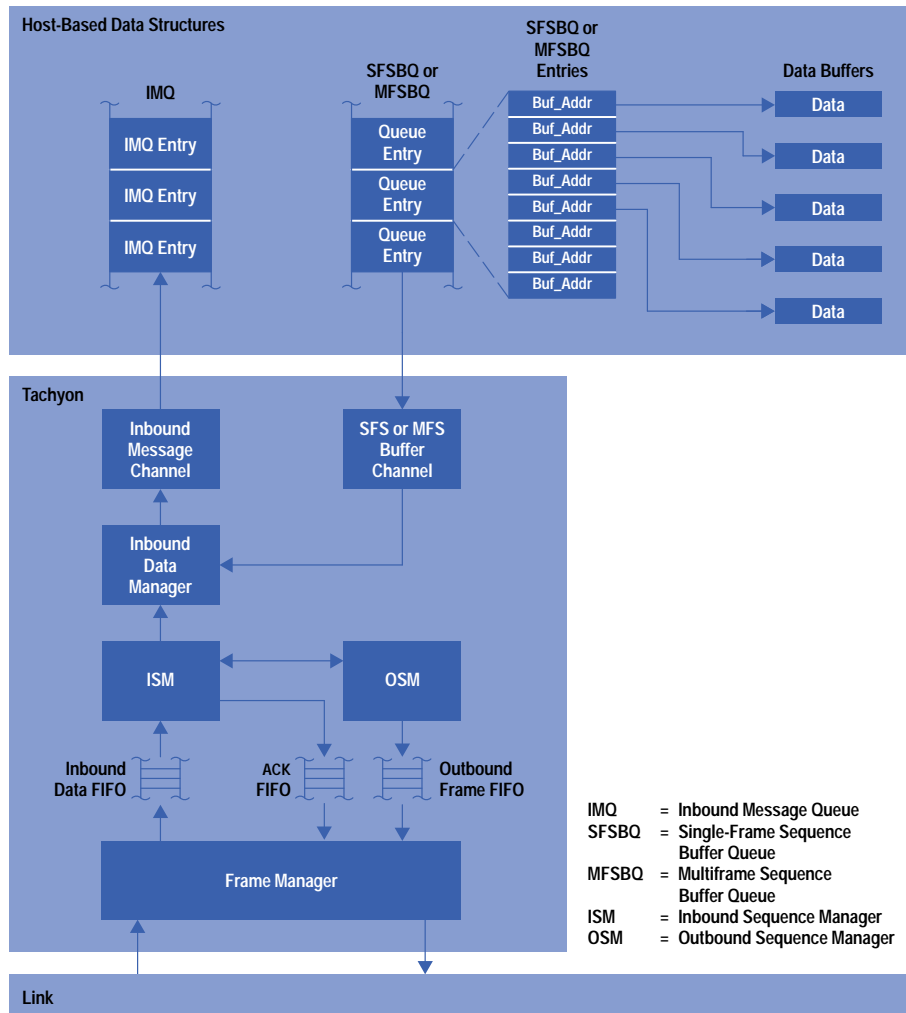 Host-Based Data Structures
IMQ
IMQ Entry
IMQ Entry
IMQ Entry
SFSBQ or
MFSBQ
Queue
Entry
Queue
Entry
Queue
Entry
SFSBQ or
MFSBQ
Entries
Buf_Addr
Buf_Addr
Buf_Addr
Buf_Addr
Buf_Addr
Buf_Addr
Buf_Addr
Buf_Addr
Data Buffers
Data
Data
Data
Data
Data
Tachyon
Inbound
Message
Channel
SFS or MFS
Buffer
Channel
Inbound
Data
Manager
ISM
OSM
Inbound
Data FIFO
ACK
FIFO
Outbound
Frame FIFO
Frame Manager
IMQ = Inbound Message Queue
SFSBQ = Single-Frame Sequence
Buffer Queue
MFSBQ = Multiframe Sequence
Buffer Queue
ISM = Inbound Sequence Manager
OSM = Outbound Sequence Manager
Link